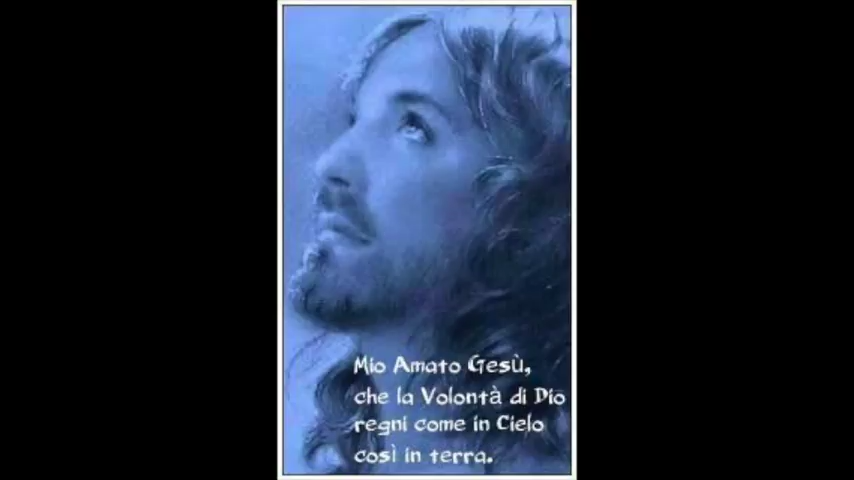 Mio Amato Gesù,
che la Volontà di Dio
regni come in Cielo
così in terra.